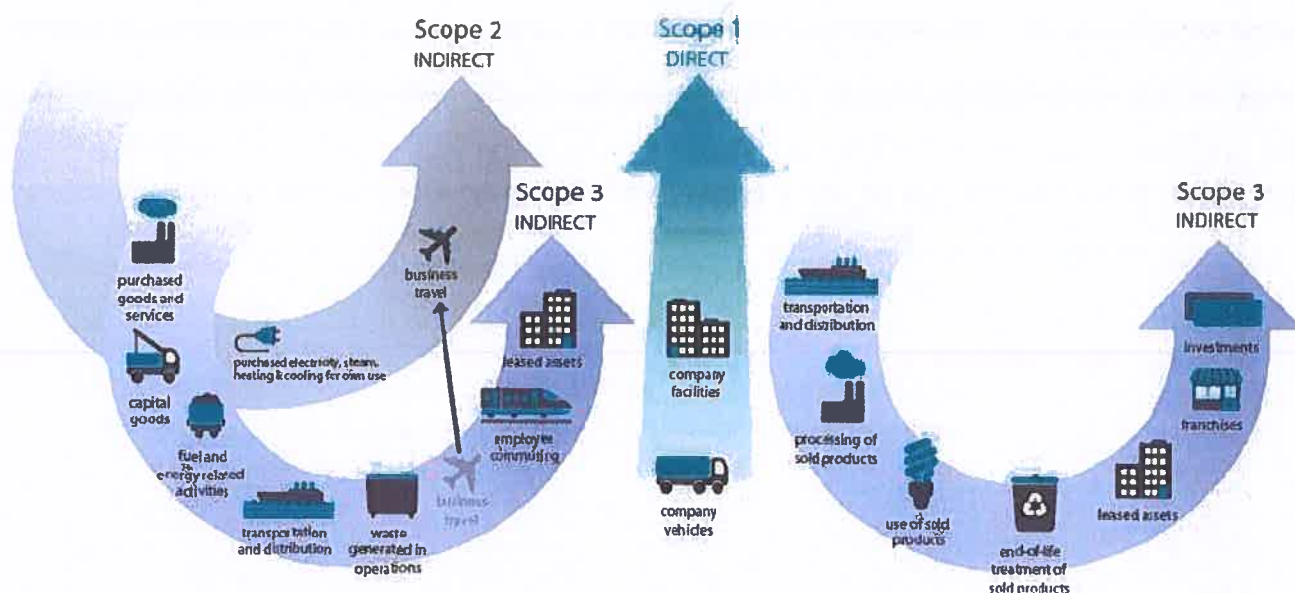 Scope 2
INDIRECT
Scope 1
DIRECT
Scope 3
INDIRECT
Scope 3
INDIRECT
purchased
goods and
services
capital
goods
fuel and
energy related
activities
purchased electricity, steam,
heating & cooling for own use
transportation
and distribution
waste
generated in
operations
business
travel
business
travel
employee
commuting
leased assets
company
facilities
company
vehicles
transportation
and distribution
processing of
sold products
use of sold
products
end-of-life
treatment of
sold products
leased assets
franchises
investments